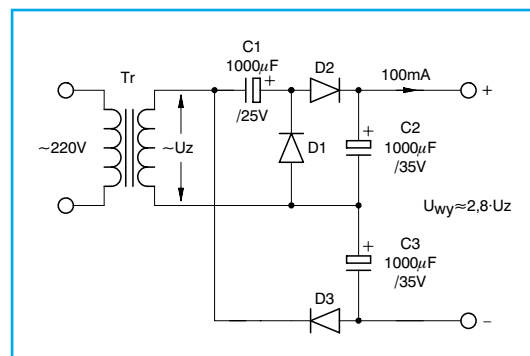 Tr
~220V
~Uz
C1
1000µF
+
/25V
D2
D1
100mA
+
+
C2
1000µF
/35V
Uwy≈2,8·Uz
+
C3
1000µF
/35V
D3
−